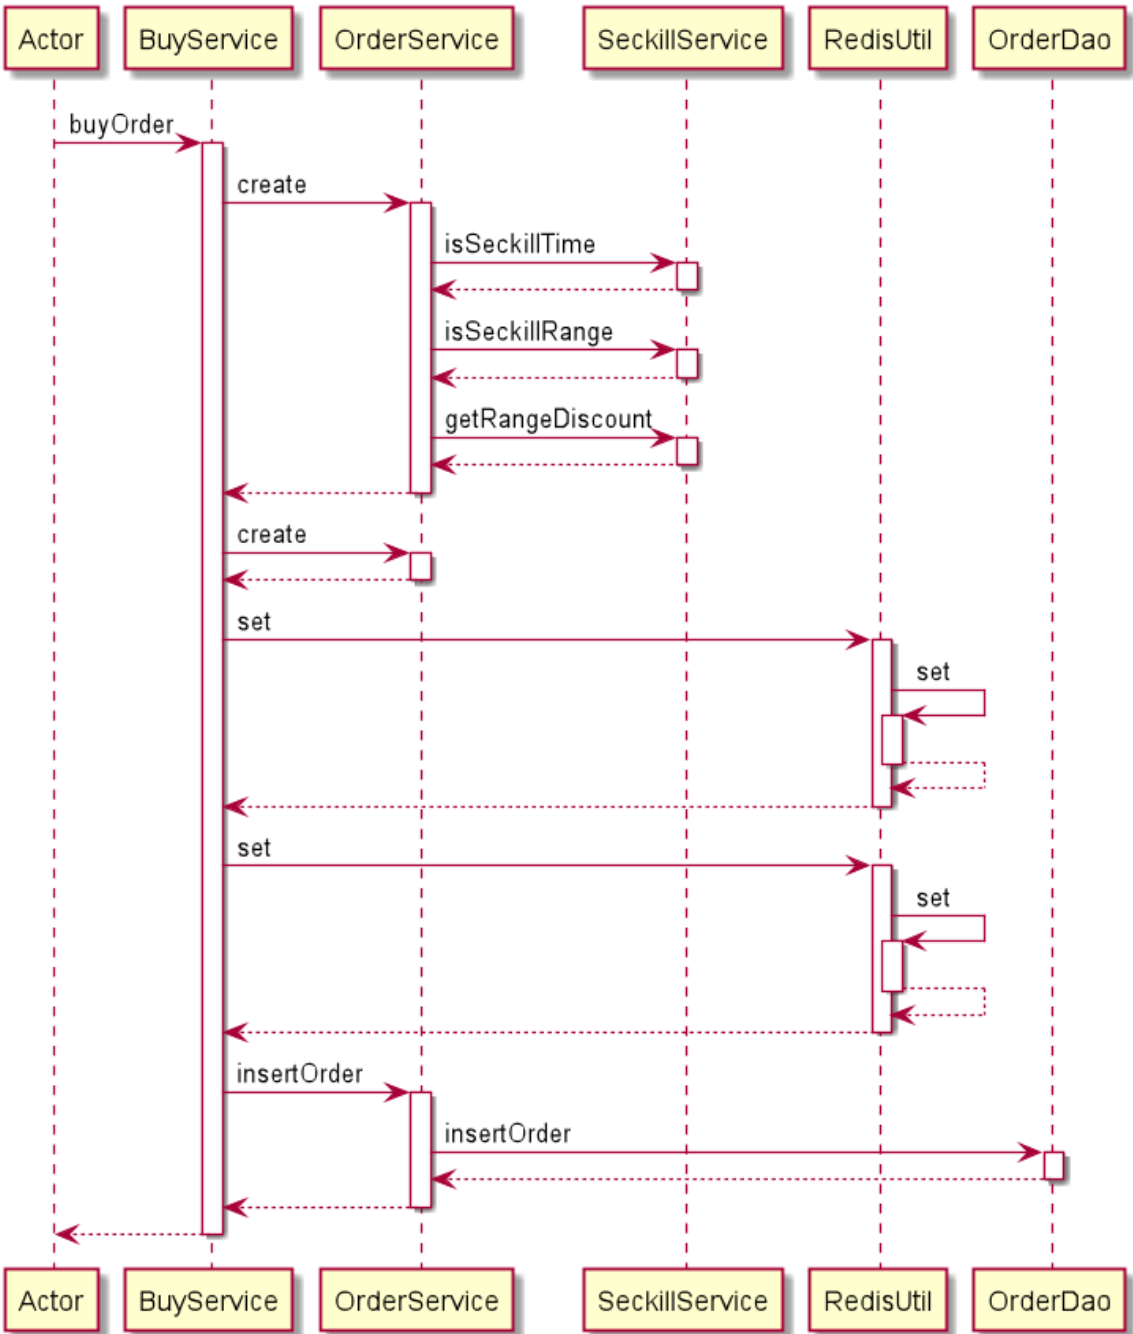 Actor
BuyService
OrderService
SeckillService
RedisUtil
OrderDao
buyOrder
create
isSeckillTime
isSeckillRange
getRangeDiscount
create
set
set
set
set
insertOrder
insertOrder
Actor
BuyService
OrderService
SeckillService
RedisUtil
OrderDao